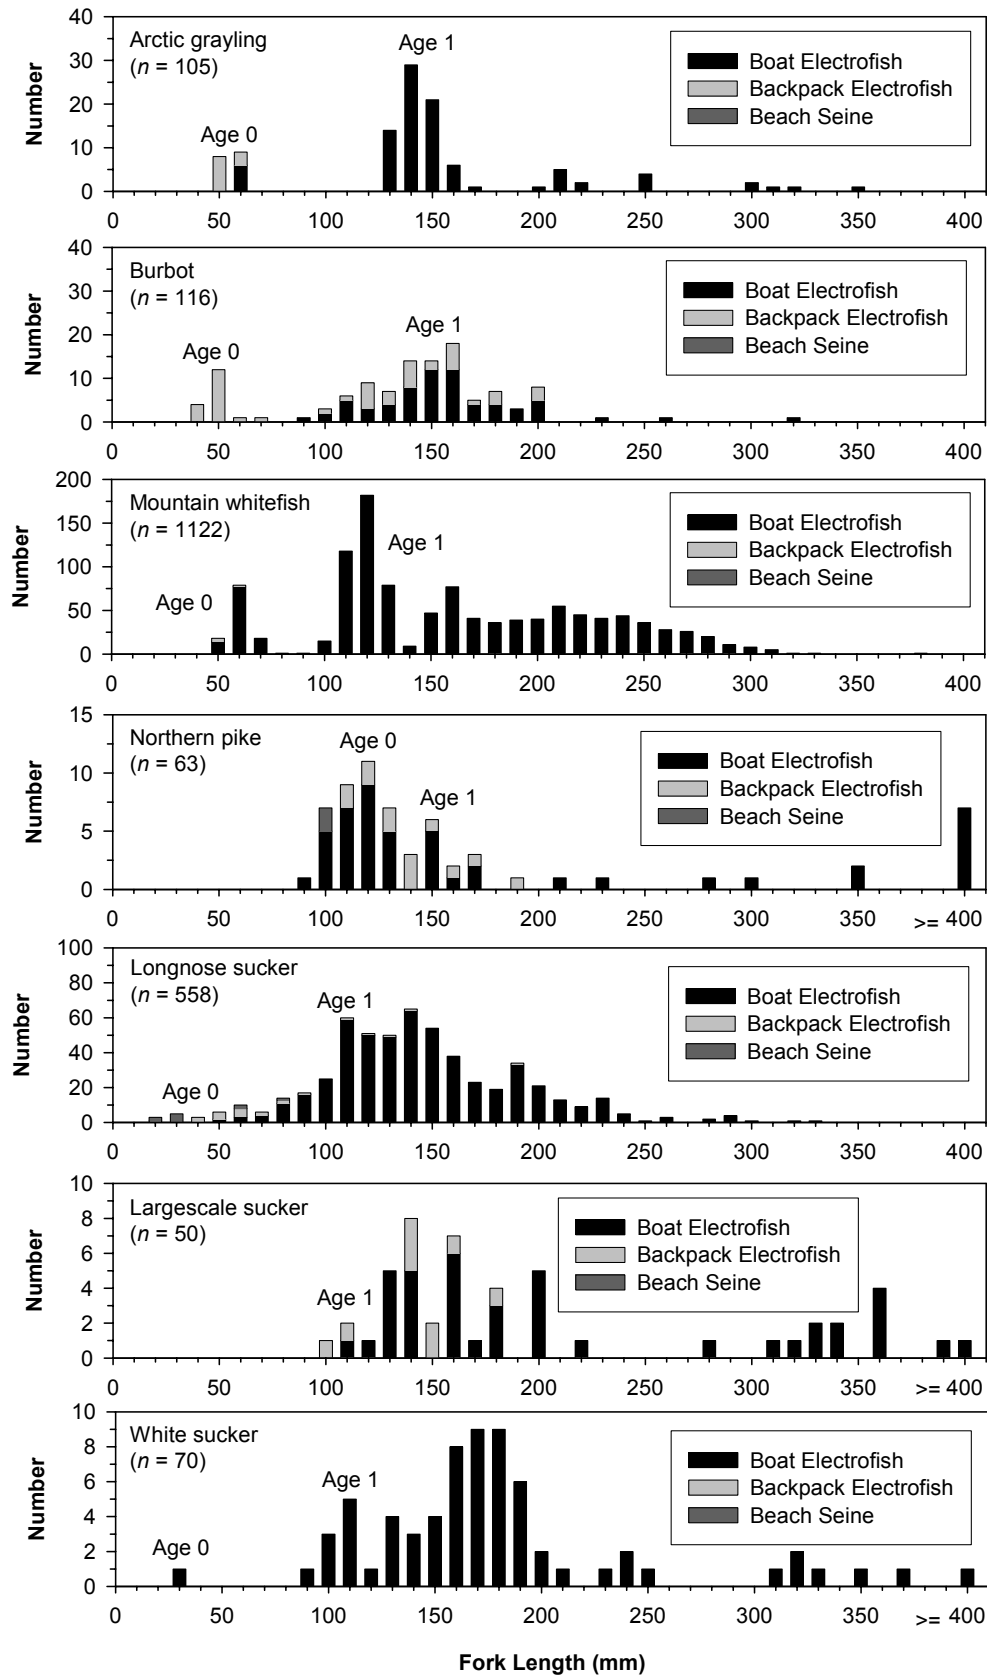 40
30
20
10
0
Number
Arctic grayling
(n = 105)
Age 0
Age 1
Boat Electrofish
Backpack Electrofish
Beach Seine
0 50 100 150 200 250 300 350 400
40
30
20
10
0
Number
Burbot
(n = 116)
Age 0
Age 1
Boat Electrofish
Backpack Electrofish
Beach Seine
0 50 100 150 200 250 300 350 400
200
150
100
50
0
Number
Mountain whitefish
(n = 1122)
Age 0
Age 1
Boat Electrofish
Backpack Electrofish
Beach Seine
0 50 100 150 200 250 300 350 400
15
10
5
0
Number
Northern pike
(n = 63)
Age 0
Age 1
Boat Electrofish
Backpack Electrofish
Beach Seine
0 50 100 150 200 250 300 350 >= 400
100
80
60
40
20
0
Number
Longnose sucker
(n = 558)
Age 0
Age 1
Boat Electrofish
Backpack Electrofish
Beach Seine
0 50 100 150 200 250 300 350 400
10
8
6
4
2
0
Number
Largescale sucker
(n = 50)
Age 1
Boat Electrofish
Backpack Electrofish
Beach Seine
0 50 100 150 200 250 300 350 >= 400
10
8
6
4
2
0
Number
White sucker
(n = 70)
Age 0
Age 1
Boat Electrofish
Backpack Electrofish
Beach Seine
0 50 100 150 200 250 300 350 >= 400
Fork Length (mm)